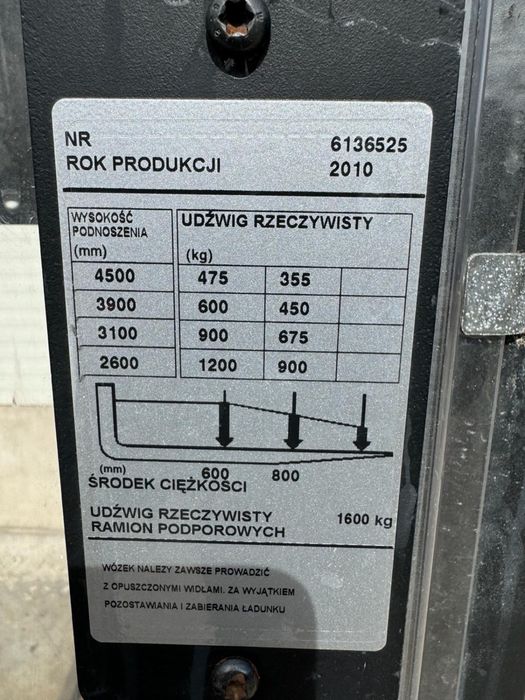 NR 6136525
ROK PRODUKCJI 2010
WYSOKOŚĆ UDŹWIG RZECZYWISTY
PODNOSZENIA
(mm) (kg)
4500 475 355
3900 600 450
3100 900 675
2600 1200 900
(mm) 600 800
ŚRODEK CIĘŻKOŚCI
UDŹWIG RZECZYWISTY 1600 kg
RAMION PODPOROWYCH
WÓZEK NALEZY ZAWSZE PROWADZIĆ
Z OPUSZCZONYMI WIDŁAMI. ZA WYJĄTKIEM
POZOSTAWIANIA I ZABIERANIA ŁADUNKU